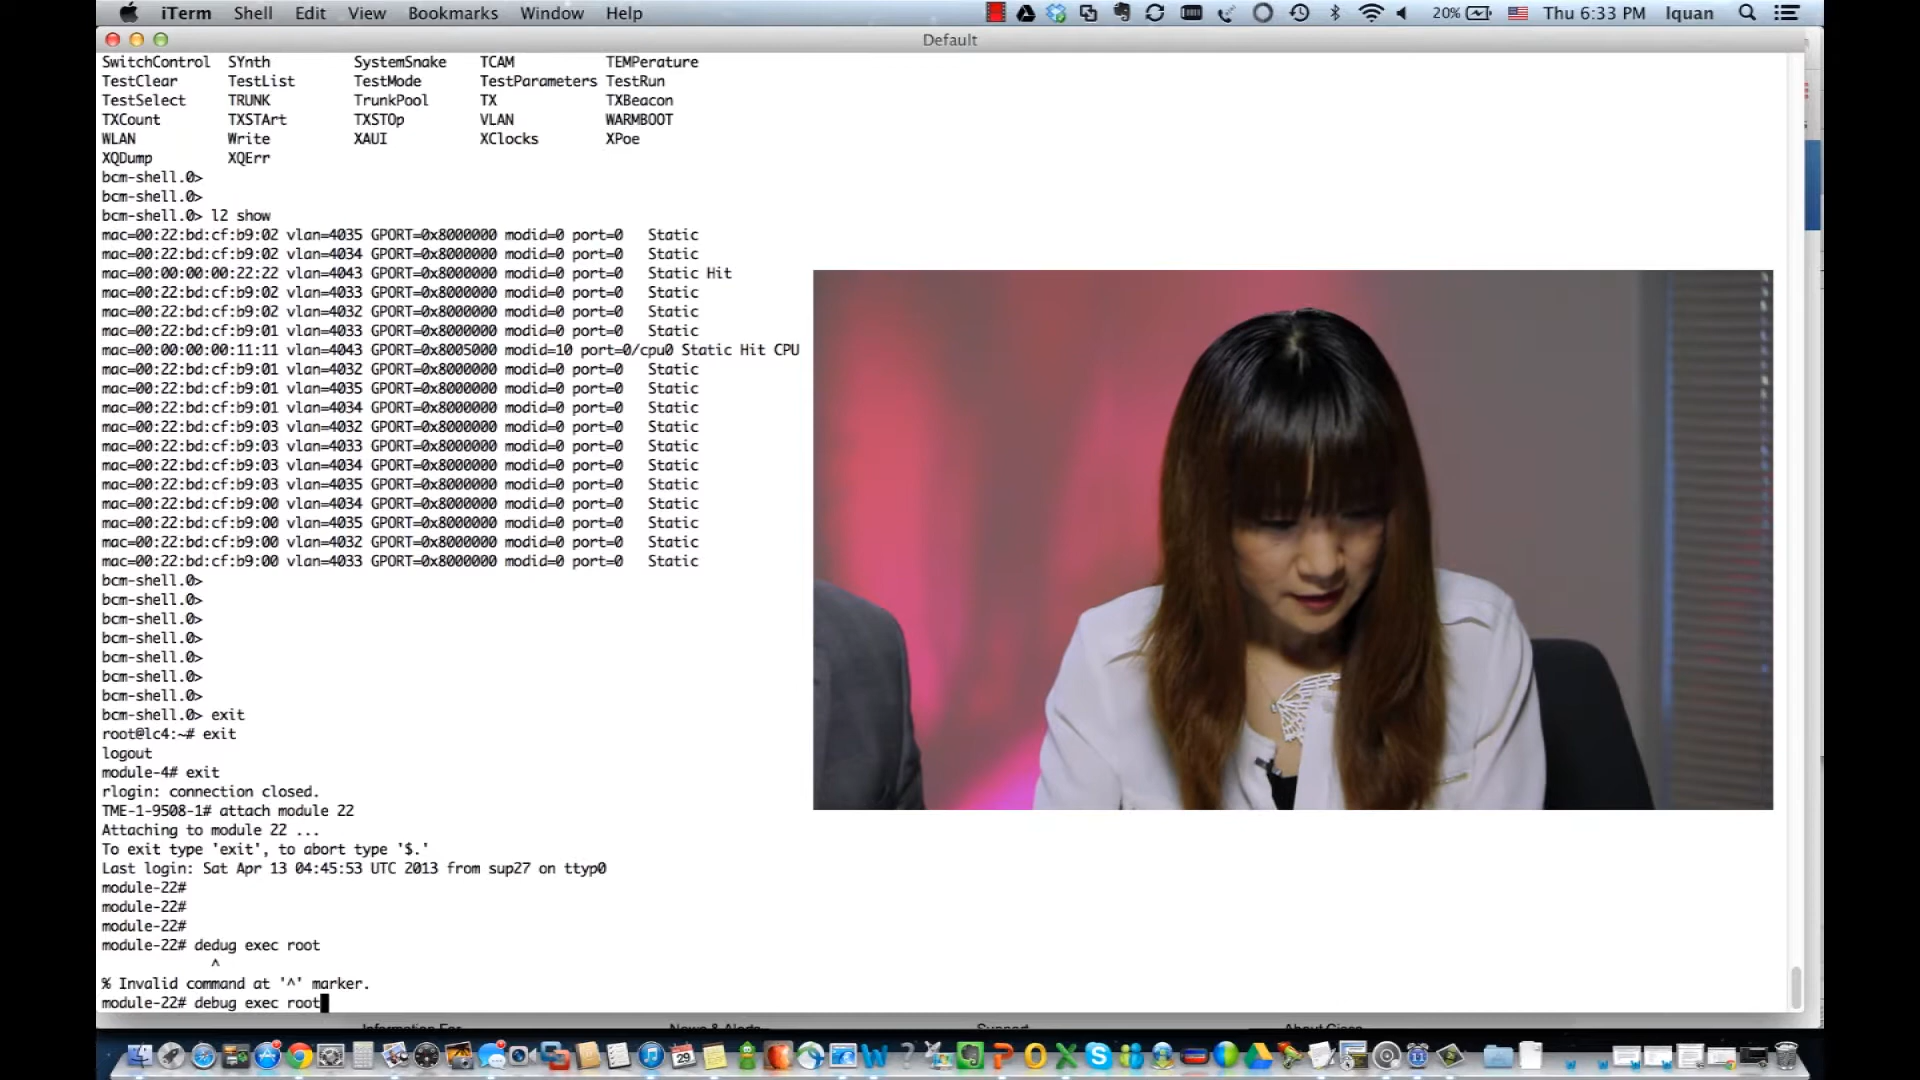 iTerm Shell Edit View Bookmarks Window Help 20% Thu 6:33 PM lquan
Default
SwitchControl SYnth SystemSnake TCAM TEMPerature
TestClear TestList TestMode TestParameters TestRun
TestSelect TRUNK TrunkPool TX TXBeacon
TXCount TXSTArt TXSTOp VLAN WARMBOOT
WLAN Write XAUI XClocks XPoe
XQDump XQErr
bcm-shell.0>
bcm-shell.0>
bcm-shell.0> l2 show
mac=00:22:bd:cf:b9:02 vlan=4035 GPORT=0x8000000 modid=0 port=0 Static
mac=00:22:bd:cf:b9:02 vlan=4034 GPORT=0x8000000 modid=0 port=0 Static
mac=00:00:00:00:22:22 vlan=4043 GPORT=0x8000000 modid=0 port=0 Static Hit
mac=00:22:bd:cf:b9:02 vlan=4033 GPORT=0x8000000 modid=0 port=0 Static
mac=00:22:bd:cf:b9:02 vlan=4032 GPORT=0x8000000 modid=0 port=0 Static
mac=00:22:bd:cf:b9:01 vlan=4033 GPORT=0x8000000 modid=0 port=0 Static
mac=00:00:00:00:11:11 vlan=4043 GPORT=0x8005000 modid=10 port=0/cpu0 Static Hit CPU
mac=00:22:bd:cf:b9:01 vlan=4032 GPORT=0x8000000 modid=0 port=0 Static
mac=00:22:bd:cf:b9:01 vlan=4035 GPORT=0x8000000 modid=0 port=0 Static
mac=00:22:bd:cf:b9:01 vlan=4034 GPORT=0x8000000 modid=0 port=0 Static
mac=00:22:bd:cf:b9:03 vlan=4032 GPORT=0x8000000 modid=0 port=0 Static
mac=00:22:bd:cf:b9:03 vlan=4033 GPORT=0x8000000 modid=0 port=0 Static
mac=00:22:bd:cf:b9:03 vlan=4034 GPORT=0x8000000 modid=0 port=0 Static
mac=00:22:bd:cf:b9:03 vlan=4035 GPORT=0x8000000 modid=0 port=0 Static
mac=00:22:bd:cf:b9:00 vlan=4034 GPORT=0x8000000 modid=0 port=0 Static
mac=00:22:bd:cf:b9:00 vlan=4035 GPORT=0x8000000 modid=0 port=0 Static
mac=00:22:bd:cf:b9:00 vlan=4032 GPORT=0x8000000 modid=0 port=0 Static
mac=00:22:bd:cf:b9:00 vlan=4033 GPORT=0x8000000 modid=0 port=0 Static
bcm-shell.0>
bcm-shell.0>
bcm-shell.0>
bcm-shell.0>
bcm-shell.0>
bcm-shell.0>
bcm-shell.0>
bcm-shell.0> exit
root@lc4:~# exit
logout
module-4# exit
rlogin: connection closed.
TME-1-9508-1# attach module 22
Attaching to module 22 ...
To exit type 'exit', to abort type '$.'
Last login: Sat Apr 13 04:45:53 UTC 2013 from sup27 on ttyp0
module-22#
module-22#
module-22#
module-22# dedug exec root
^
% Invalid command at '^' marker.
module-22# debug exec root